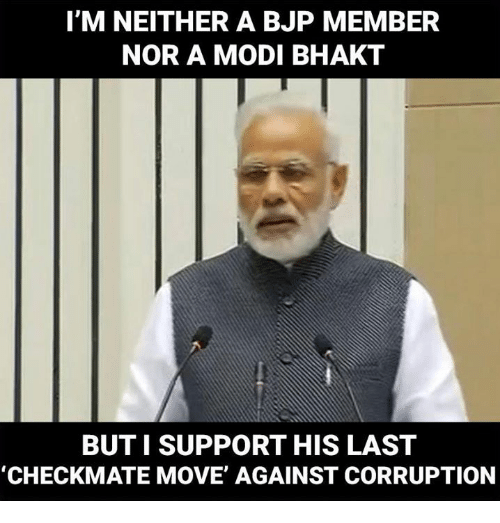 I'M NEITHER A BJP MEMBER
NOR A MODI BHAKT
BUT I SUPPORT HIS LAST
'CHECKMATE MOVE' AGAINST CORRUPTION